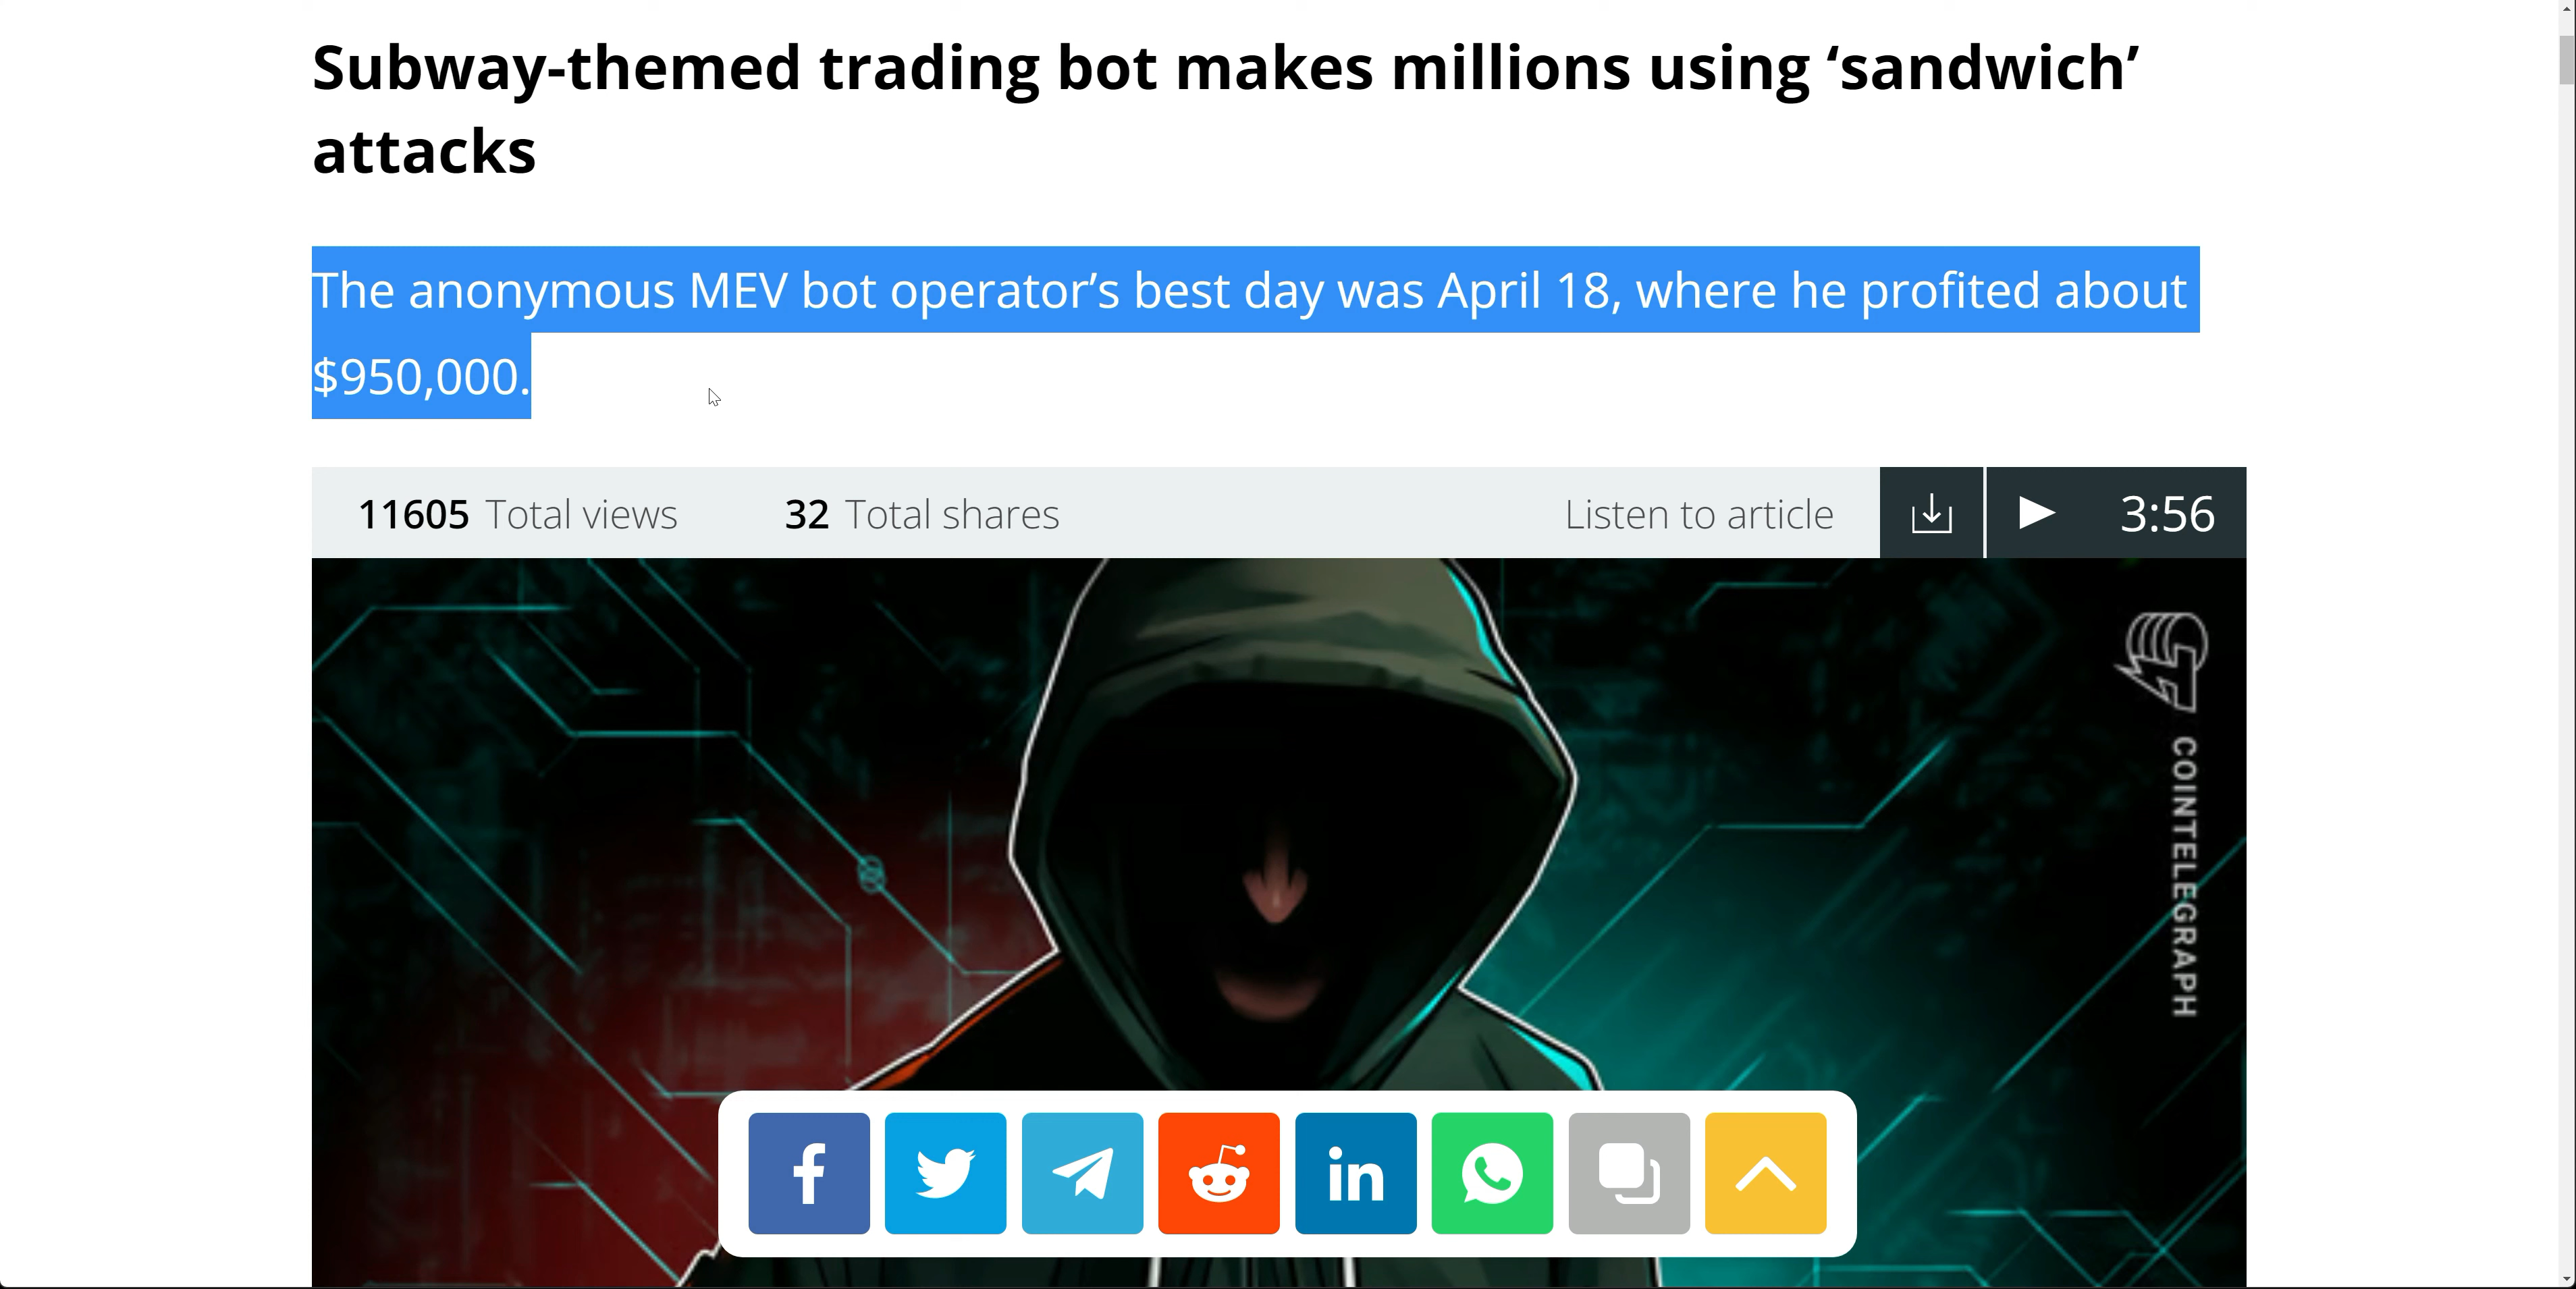 Subway-themed trading bot makes millions using ‘sandwich’
attacks
The anonymous MEV bot operator’s best day was April 18, where he profited about
$950,000.
11605 Total views 32 Total shares Listen to article 3:56
COINTELEGRAPH
f in